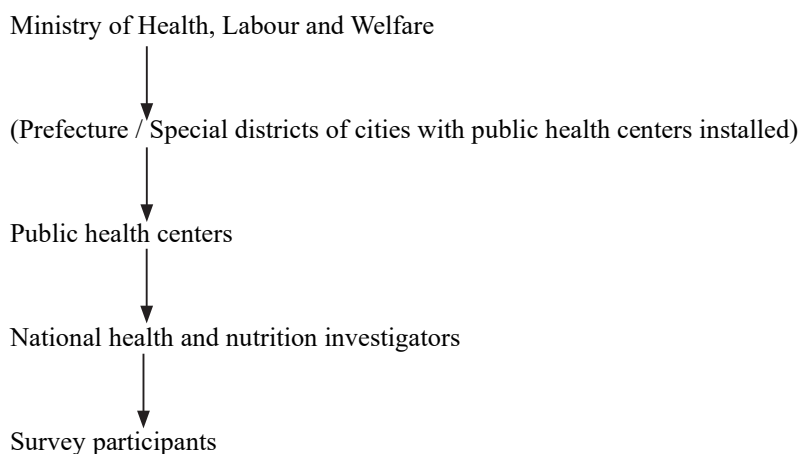 Ministry of Health, Labour and Welfare
(Prefecture / Special districts of cities with public health centers installed)
Public health centers
National health and nutrition investigators
Survey participants